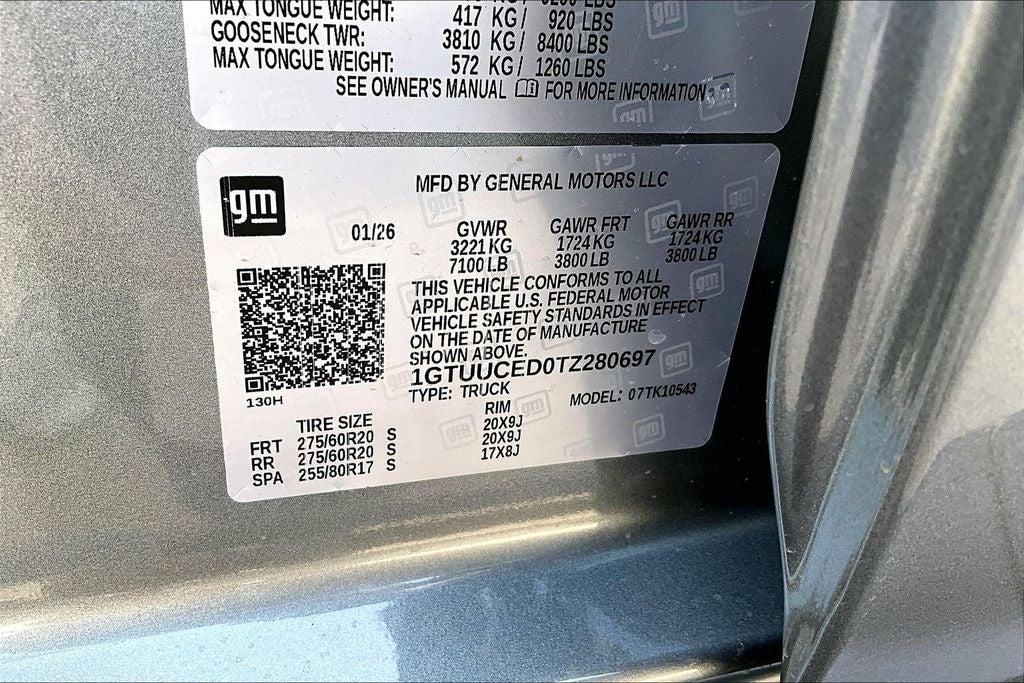 MAX TONGUE WEIGHT: 417 KG/ 920 LBS
GOOSENECK TWR: 3810 KG/ 8400 LBS
MAX TONGUE WEIGHT: 572 KG/ 1260 LBS
SEE OWNER'S MANUAL FOR MORE INFORMATION
gm
MFD BY GENERAL MOTORS LLC
01/26
GVWR GAWR FRT GAWR RR
3221 KG 1724 KG 1724 KG
7100 LB 3800 LB 3800 LB
THIS VEHICLE CONFORMS TO ALL
APPLICABLE U.S. FEDERAL MOTOR
VEHICLE SAFETY STANDARDS IN EFFECT
ON THE DATE OF MANUFACTURE
SHOWN ABOVE.
1GTUUCED0TZ280697
TYPE: TRUCK MODEL: 07TK10543
130H
TIRE SIZE RIM
FRT 275/60R20 S 20X9J
RR 275/60R20 S 20X9J
SPA 255/80R17 S 17X8J